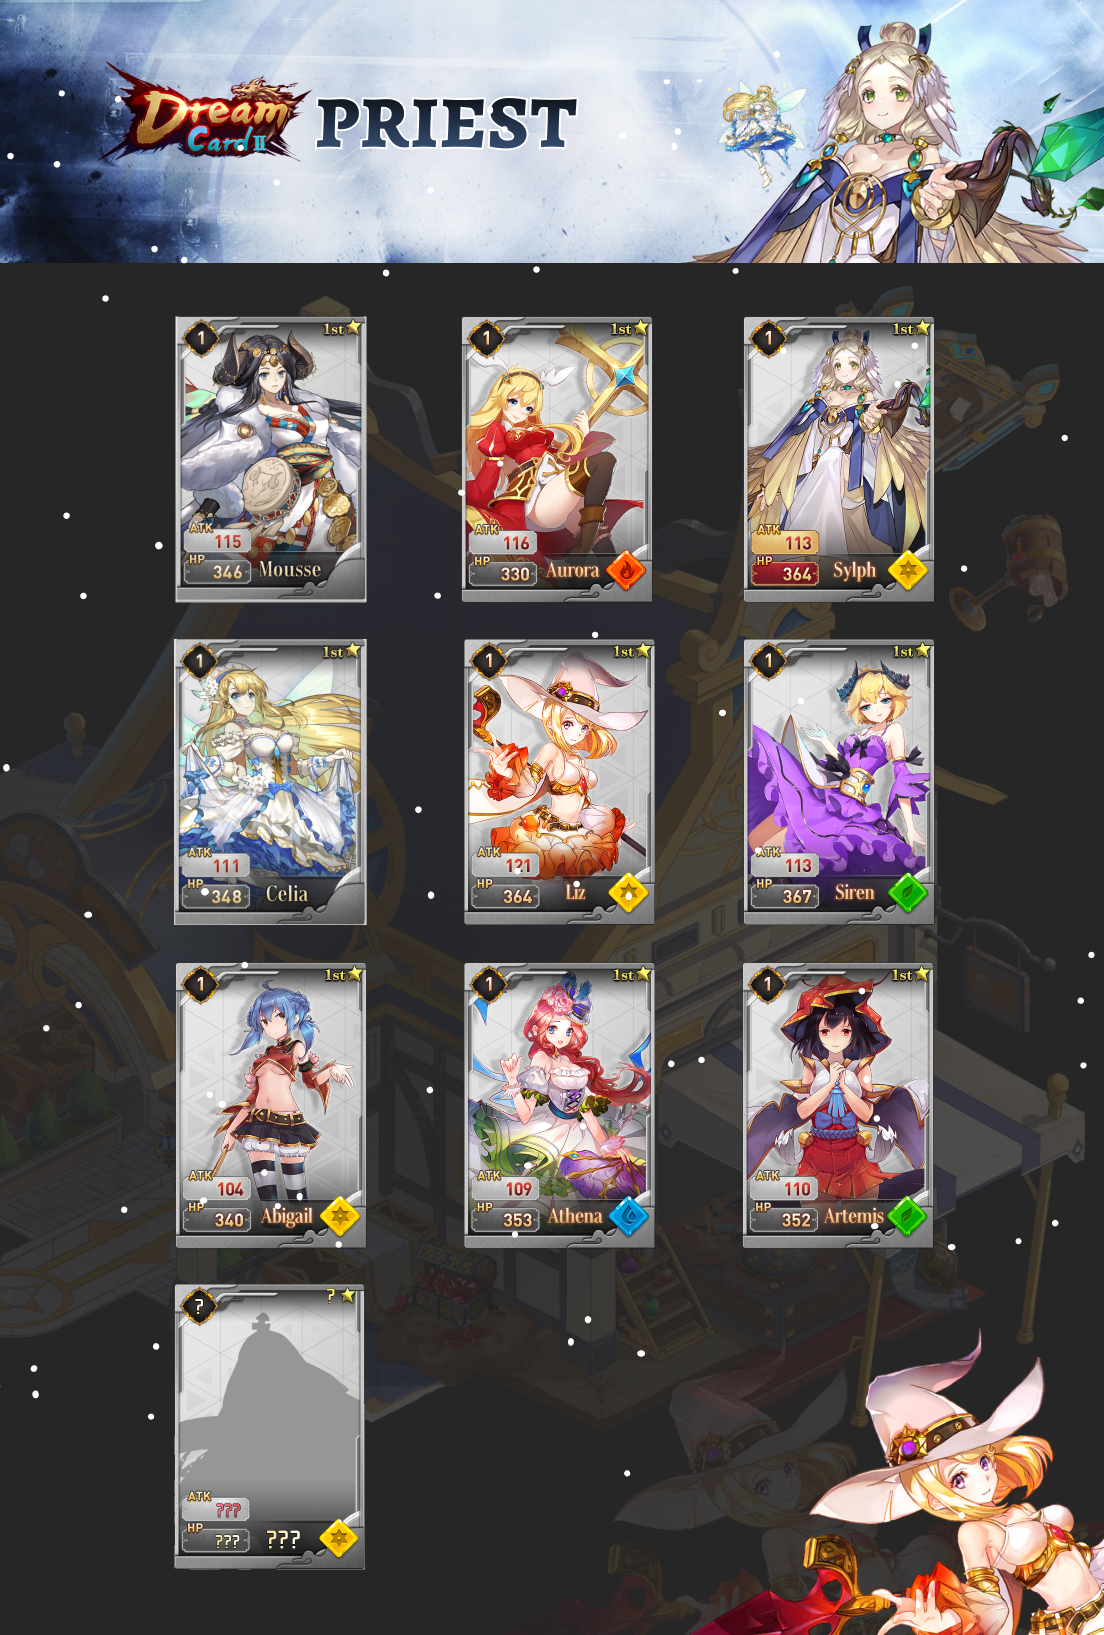 Dream
Card II
PRIEST
1
1st
ATK
115
HP
346
Mousse
1
1st
ATK
116
HP
330
Aurora
1
1st
ATK
113
HP
364
Sylph
1
1st
ATK
111
HP
348
Celia
1
1st
ATK
121
HP
364
Liz
1
1st
ATK
113
HP
367
Siren
1
1st
ATK
104
HP
340
Abigail
1
1st
ATK
109
HP
353
Athena
1
1st
ATK
110
HP
352
Artemis
?
?
ATK
???
HP
???
???